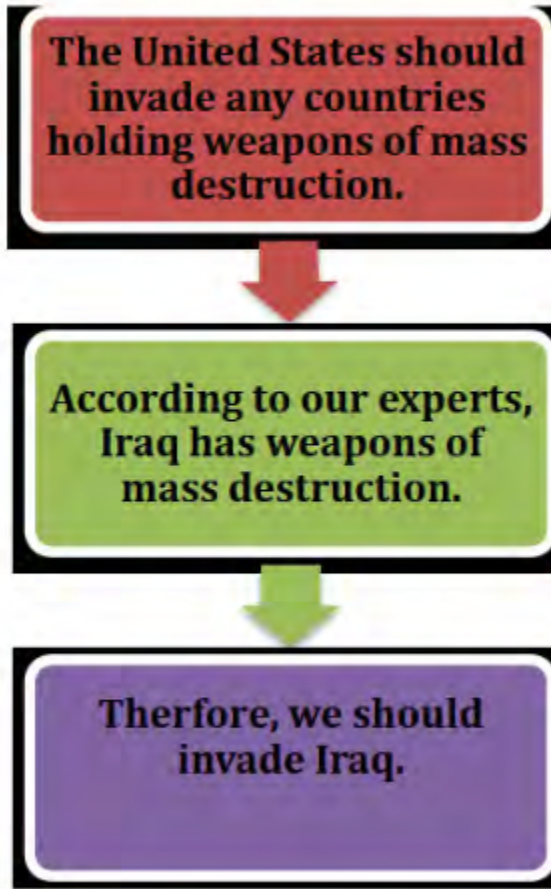 The United States should
invade any countries
holding weapons of mass
destruction.
According to our experts,
Iraq has weapons of
mass destruction.
Therfore, we should
invade Iraq.